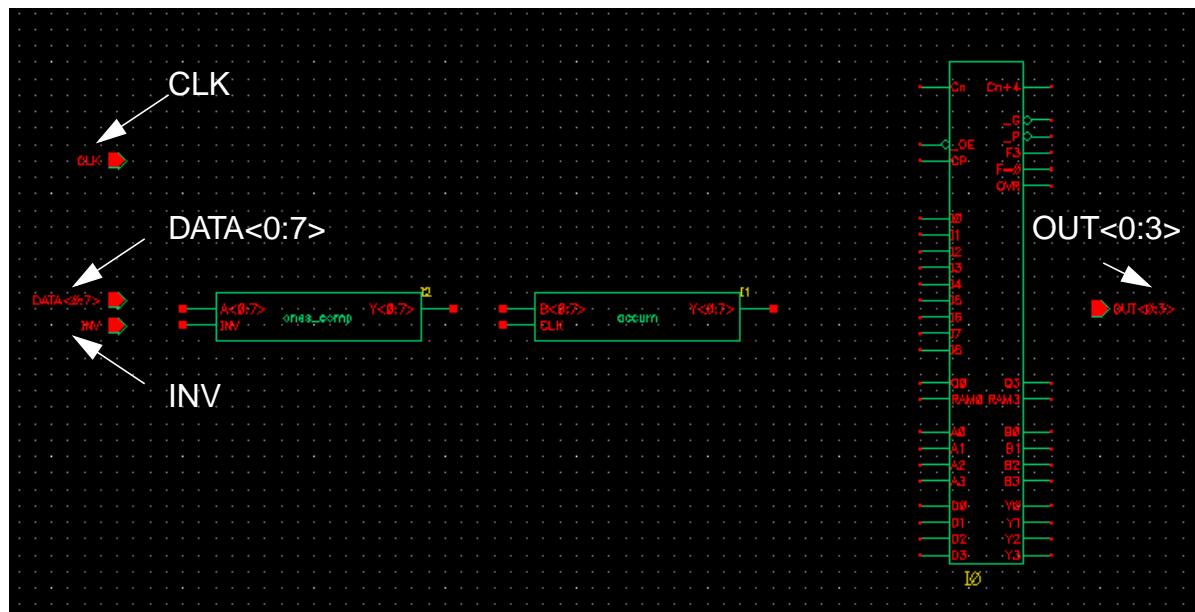 CLK
CLK
DATA<0:7>
DATA<0:7>
INV
INV
I2
A<0:7>
INV
ones_comp
Y<0:7>
I1
B<0:7>
CLK
accum
Y<0:7>
Cn Cn+4
_G
_P
_OE
F3
CP
F=0
OVR
I0
I1
I2
I3
I4
I5
I6
I7
I8
Q0 Q3
RAM0 RAM3
A0 B0
A1 B1
A2 B2
A3 B3
D0 Y0
D1 Y1
D2 Y2
D3 Y3
I0
OUT<0:3>
OUT<0:3>